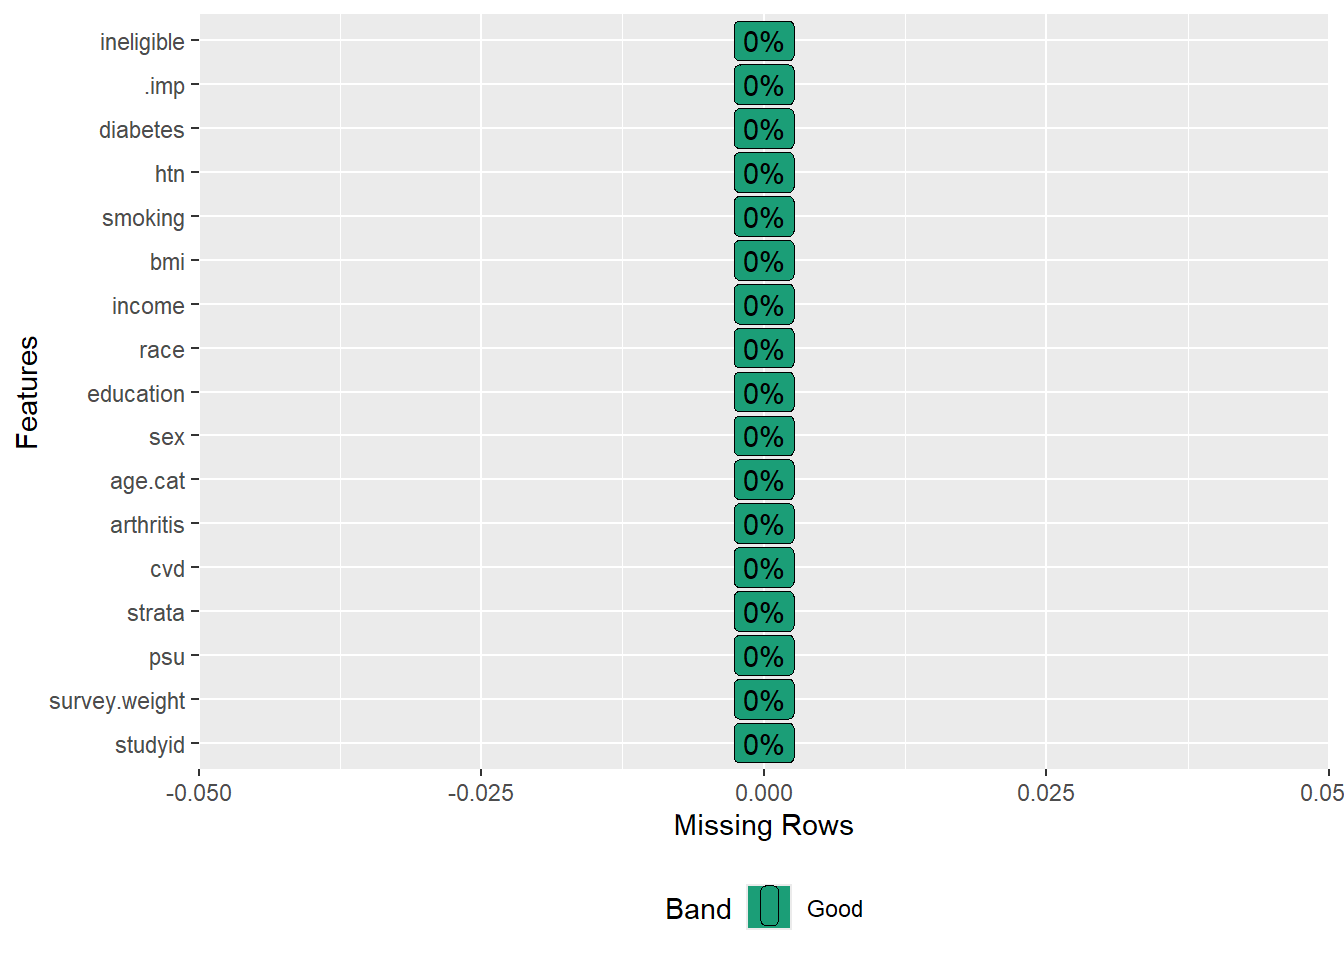 ineligible 0%
.imp 0%
diabetes 0%
htn 0%
smoking 0%
bmi 0%
income 0%
race 0%
education 0%
sex 0%
age.cat 0%
arthritis 0%
cvd 0%
strata 0%
psu 0%
survey.weight 0%
studyid 0%
Features
-0.050 -0.025 0.000 0.025 0.05
Missing Rows
Band Good